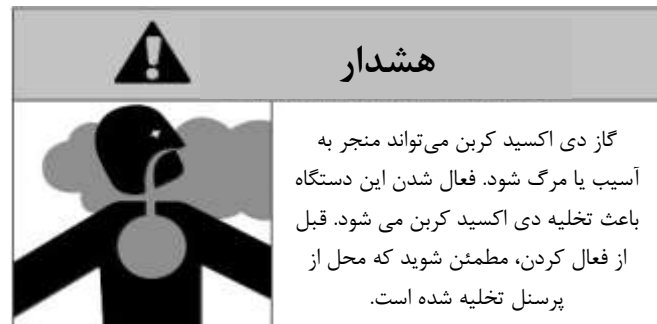 هشدار
گاز دی اکسید کربن می‌تواند منجر به
آسیب یا مرگ شود. فعال شدن این دستگاه
باعث تخلیه دی اکسید کربن می شود. قبل
از فعال کردن، مطمئن شوید که محل از
پرسنل تخلیه شده است.